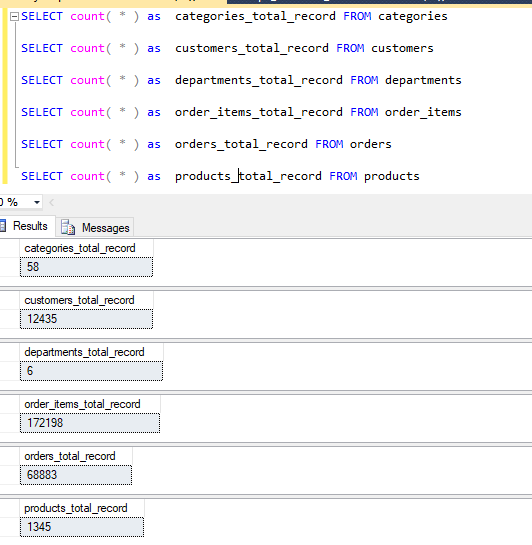 SELECT count( * ) as  categories_total_record FROM categories
SELECT count( * ) as  customers_total_record FROM customers
SELECT count( * ) as  departments_total_record FROM departments
SELECT count( * ) as  order_items_total_record FROM order_items
SELECT count( * ) as  orders_total_record FROM orders
SELECT count( * ) as  products_total_record FROM products
0 %
Results Messages
categories_total_record
58
customers_total_record
12435
departments_total_record
6
order_items_total_record
172198
orders_total_record
68883
products_total_record
1345